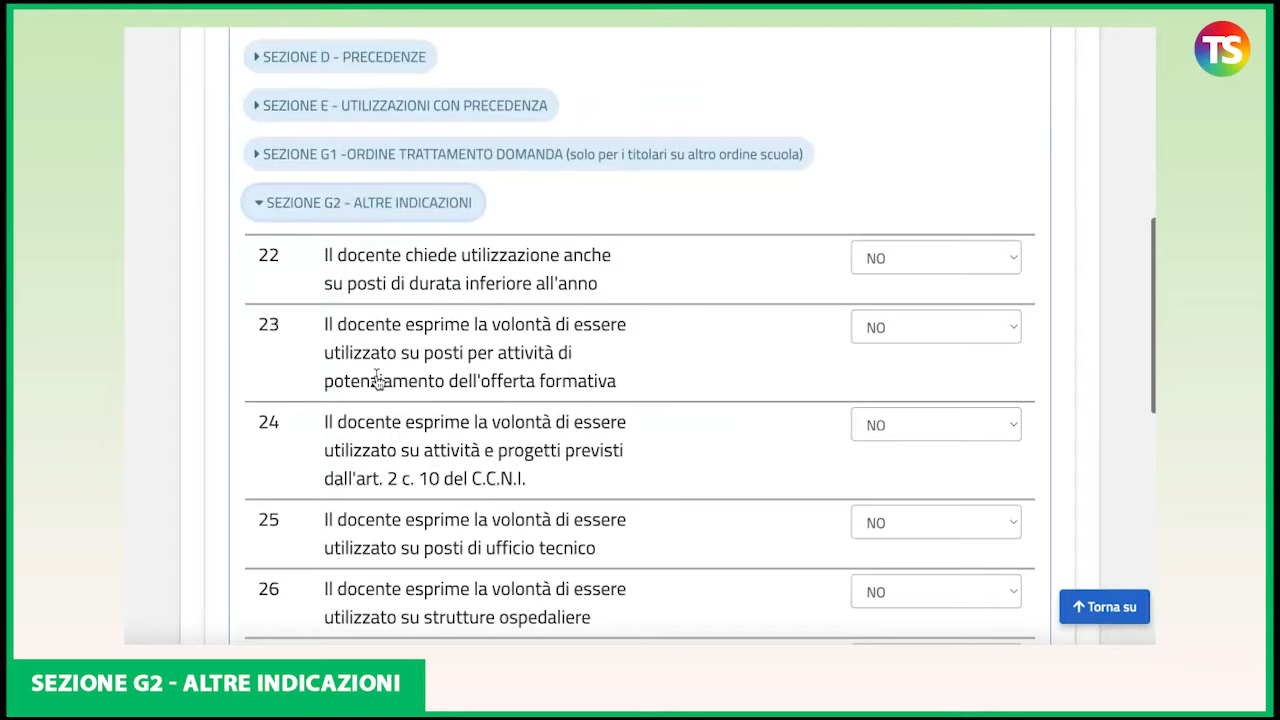 TS
SEZIONE D - PRECEDENZE
SEZIONE E - UTILIZZAZIONI CON PRECEDENZA
SEZIONE G1 -ORDINE TRATTAMENTO DOMANDA (solo per i titolari su altro ordine scuola)
SEZIONE G2 - ALTRE INDICAZIONI
22 Il docente chiede utilizzazione anche NO
su posti di durata inferiore all'anno
23 Il docente esprime la volontà di essere NO
utilizzato su posti per attività di
potenziamento dell'offerta formativa
24 Il docente esprime la volontà di essere NO
utilizzato su attività e progetti previsti
dall'art. 2 c. 10 del C.C.N.I.
25 Il docente esprime la volontà di essere NO
utilizzato su posti di ufficio tecnico
26 Il docente esprime la volontà di essere NO
utilizzato su strutture ospedaliere
Torna su
SEZIONE G2 - ALTRE INDICAZIONI